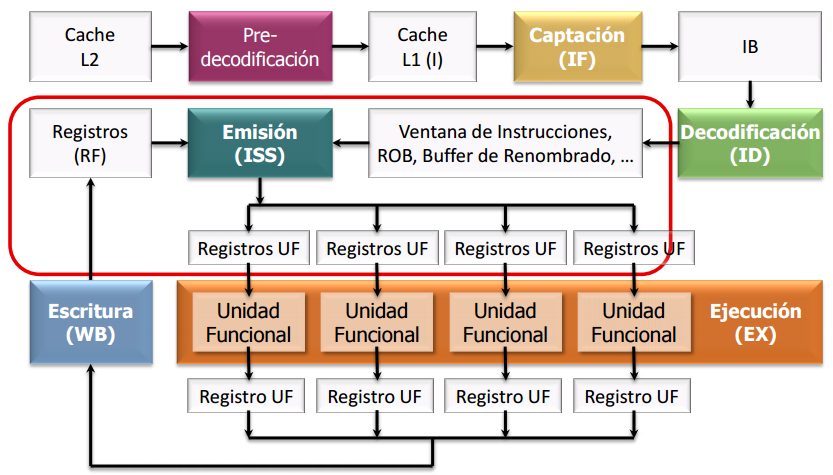 Cache
L2
Pre-
decodificación
Cache
L1 (I)
Captación
(IF)
IB
Registros
(RF)
Emisión
(ISS)
Ventana de Instrucciones,
ROB, Buffer de Renombrado, ...
Decodificación
(ID)
Registros UF
Registros UF
Registros UF
Registros UF
Escritura
(WB)
Unidad
Funcional
Unidad
Funcional
Unidad
Funcional
Unidad
Funcional
Ejecución
(EX)
Registro UF
Registro UF
Registro UF
Registro UF